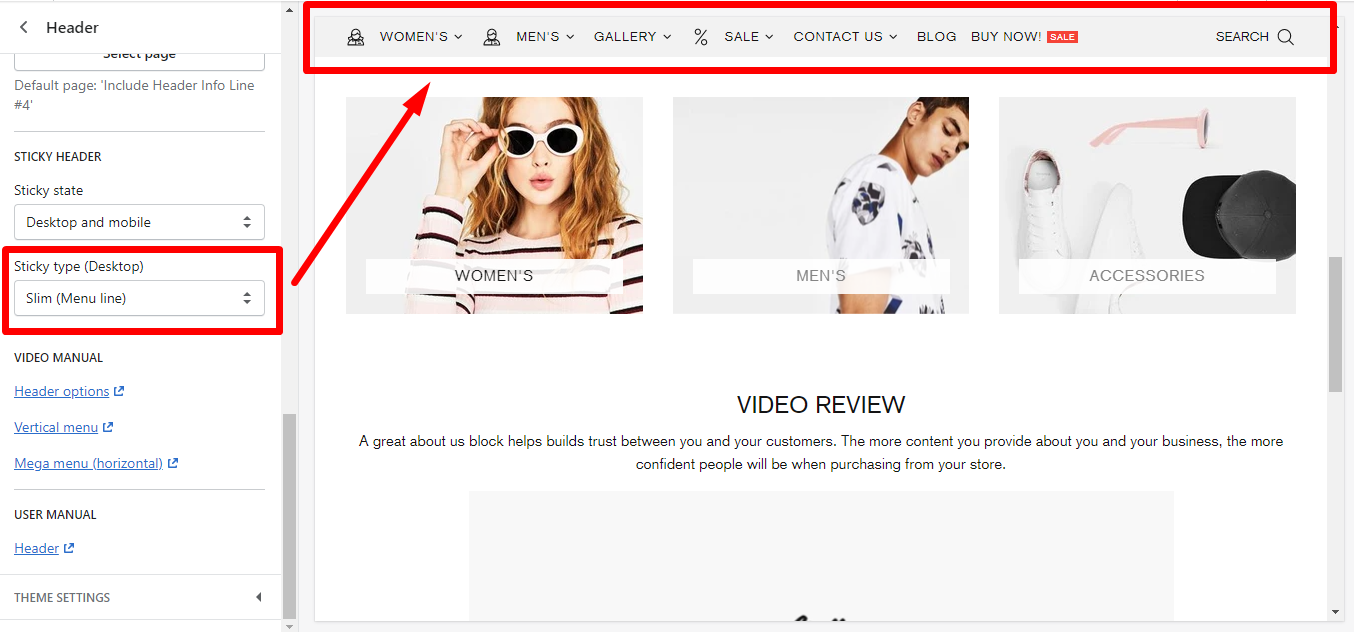 Header
Select page
Default page: 'Include Header Info Line
#4'
STICKY HEADER
Sticky state
Desktop and mobile
Sticky type (Desktop)
Slim (Menu line)
VIDEO MANUAL
Header options
Vertical menu
Mega menu (horizontal)
USER MANUAL
Header
THEME SETTINGS
WOMEN'S MEN'S GALLERY % SALE CONTACT US BLOG BUY NOW! SALE SEARCH
WOMEN'S
MEN'S
ACCESSORIES
VIDEO REVIEW
A great about us block helps builds trust between you and your customers. The more content you provide about you and your business, the more
confident people will be when purchasing from your store.